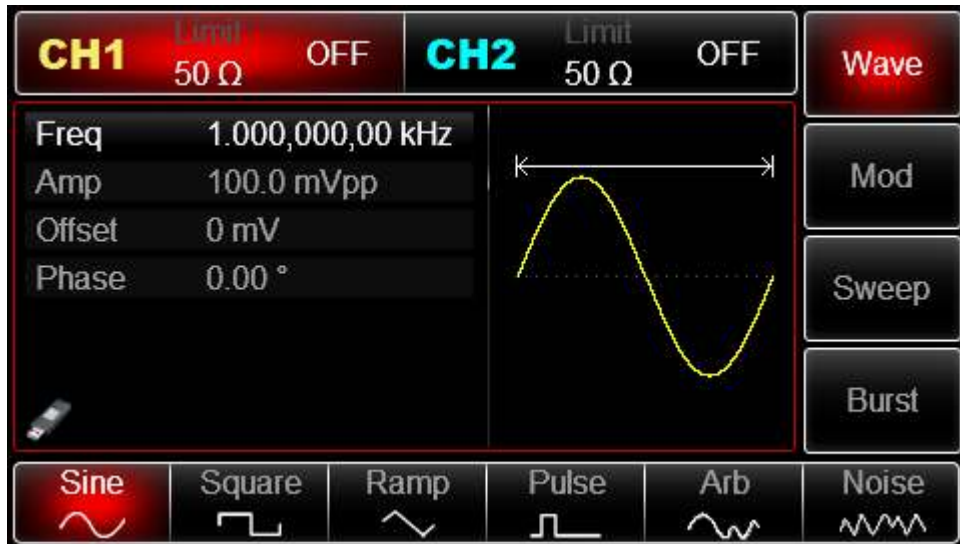 CH1 Limit 50 Ω OFF CH2 Limit 50 Ω OFF
Wave
Freq 1.000,000,00 kHz
Amp 100.0 mVpp
Offset 0 mV
Phase 0.00 °
Mod
Sweep
Burst
Sine Square Ramp Pulse Arb Noise